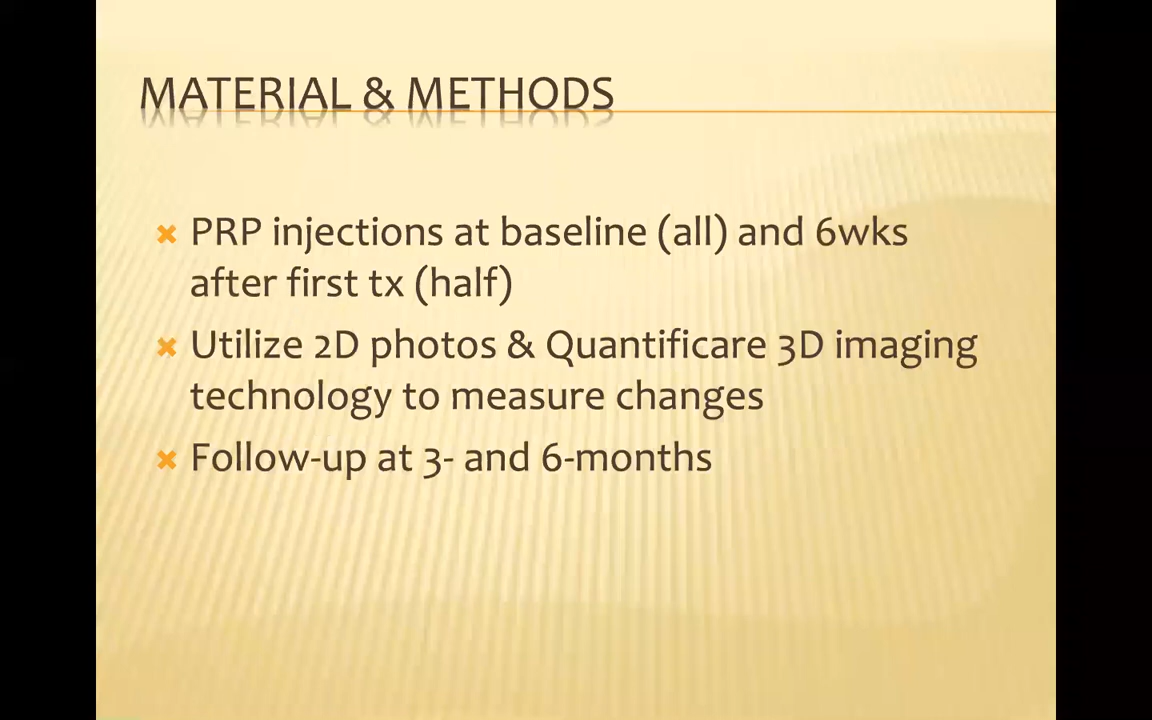 MATERIAL & METHODS
PRP injections at baseline (all) and 6wks
after first tx (half)
Utilize 2D photos & Quantificare 3D imaging
technology to measure changes
Follow-up at 3- and 6-months